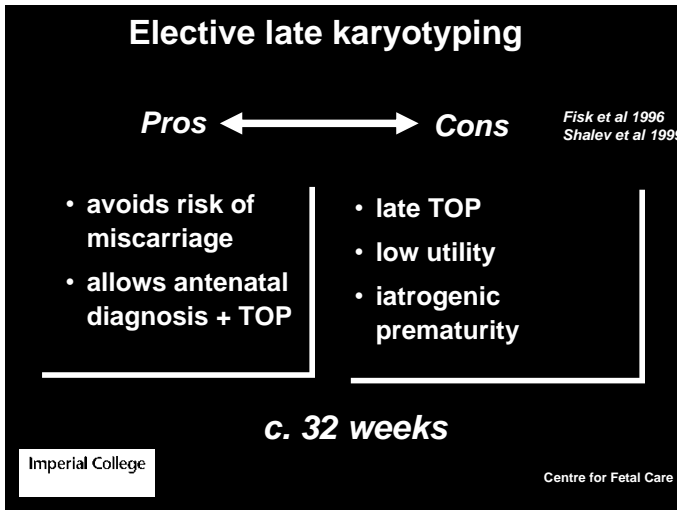 Elective late karyotyping
Pros
Cons
Fisk et al 1996
Shalev et al 1999
• avoids risk of
miscarriage
• allows antenatal
diagnosis + TOP
• late TOP
• low utility
• iatrogenic
prematurity
c. 32 weeks
Imperial College
Centre for Fetal Care